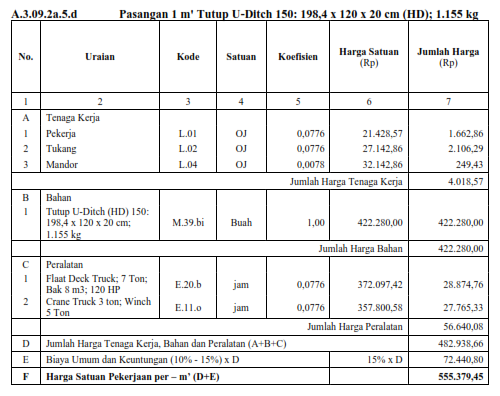 A.3.09.2a.5.d Pasangan 1 m' Tutup U-Ditch 150: 198,4 x 120 x 20 cm (HD); 1.155 kg
No. Uraian Kode Satuan Koefisien Harga Satuan (Rp) Jumlah Harga (Rp)
1 2 3 4 5 6 7
A Tenaga Kerja
1 Pekerja L.01 OJ 0,0776 21.428,57 1.662,86
2 Tukang L.02 OJ 0,0776 27.142,86 2.106,29
3 Mandor L.04 OJ 0,0078 32.142,86 249,43
Jumlah Harga Tenaga Kerja 4.018,57
B Bahan
1 Tutup U-Ditch (HD) 150:
198,4 x 120 x 20 cm; M.39.bi Buah 1,00 422.280,00 422.280,00
1.155 kg
Jumlah Harga Bahan 422.280,00
C Peralatan
1 Flaat Deck Truck; 7 Ton;
Bak 8 m3; 120 HP E.20.b jam 0,0776 372.097,42 28.874,76
2 Crane Truck 3 ton; Winch
5 Ton E.11.o jam 0,0776 357.800,58 27.765,33
Jumlah Harga Peralatan 56.640,08
D Jumlah Harga Tenaga Kerja, Bahan dan Peralatan (A+B+C) 482.938,66
E Biaya Umum dan Keuntungan (10% - 15%) x D 15% x D 72.440,80
F Harga Satuan Pekerjaan per – m' (D+E) 555.379,45